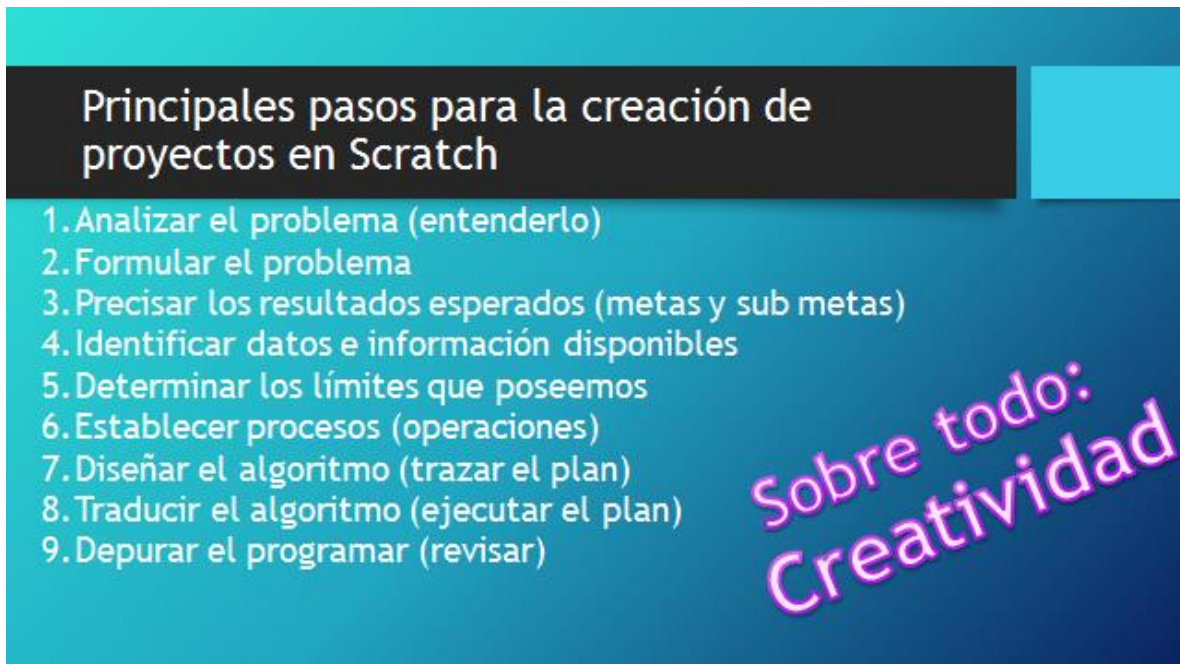 Principales pasos para la creación de
proyectos en Scratch
1.Analizar el problema (entenderlo)
2.Formular el problema
3.Precisar los resultados esperados (metas y sub metas)
4.Identificar datos e información disponibles
5.Determinar los límites que poseemos
6.Establecer procesos (operaciones)
7.Diseñar el algoritmo (trazar el plan)
8.Traducir el algoritmo (ejecutar el plan)
9.Depurar el programar (revisar)
Sobre todo:
Creatividad